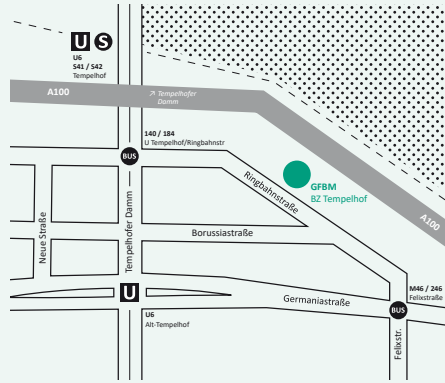 U S
U6
S41 / S42
Tempelhof
A100
↗ Tempelhofer
Damm
140 / 184
U Tempelhof/Ringbahnstr
BUS
Ringbahnstraße
GFBM
BZ Tempelhof
A100
Neue Straße
Tempelhofer Damm
Borussiastraße
U
U6
Alt-Tempelhof
Germaniastraße
M46 / 246
Felixstraße
BUS
Felixstr.